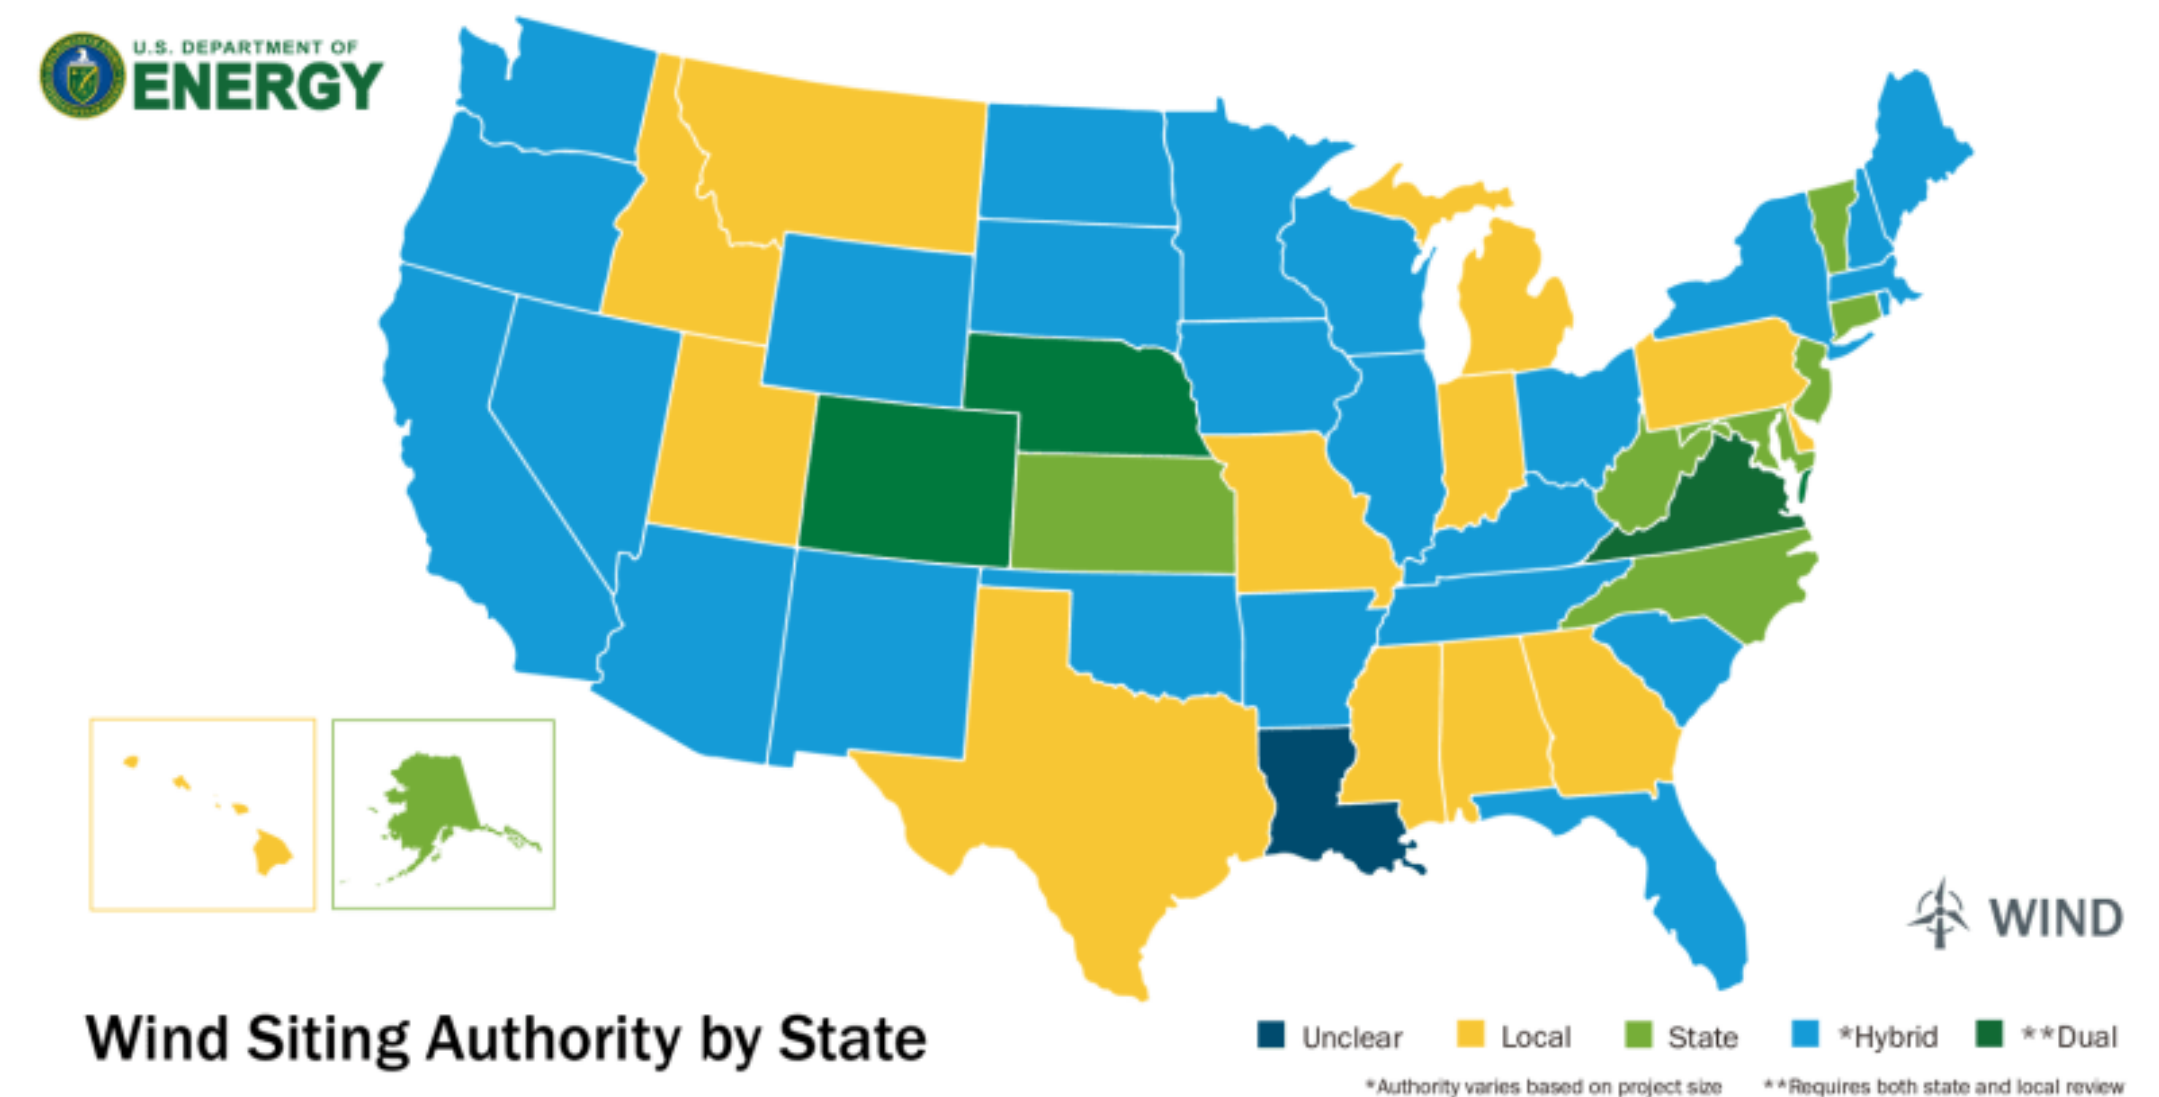 U.S. DEPARTMENT OF
ENERGY
WIND
Wind Siting Authority by State
Unclear
Local
State
*Hybrid
**Dual
*Authority varies based on project size
**Requires both state and local review